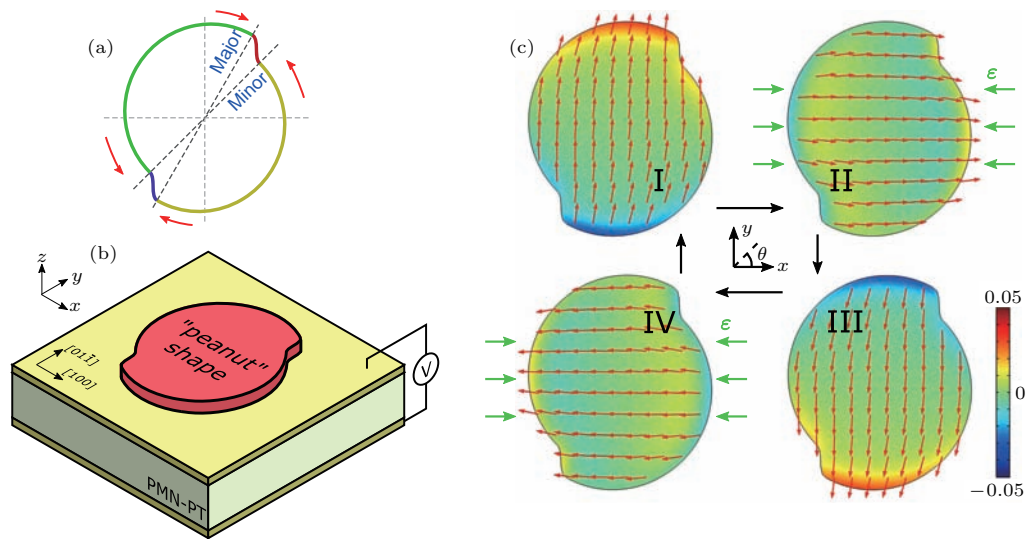 (a)
Major
Minor
(b)
z
y
x
"peanut"
shape
[011̄]
[100]
V
PMN-PT
(c)
I
II
ε
y
θ
x
IV
ε
III
0.05
0
−0.05